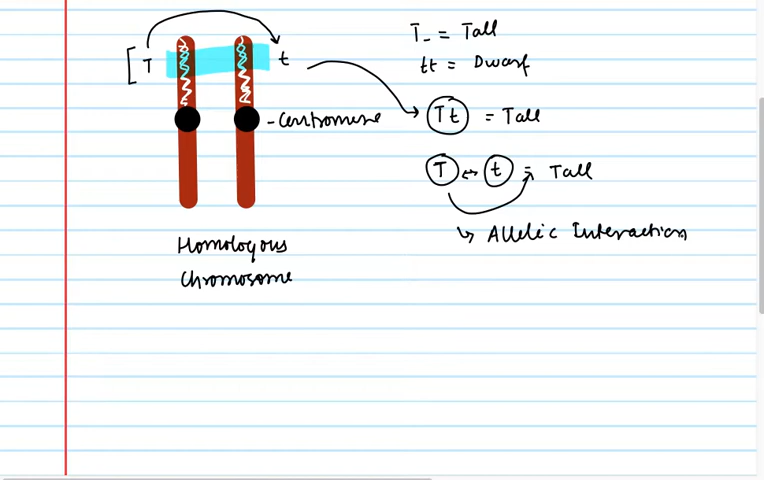 T
t
- Centromere
Homologous
Chromosome
T_ = Tall
tt = Dwarf
Tt = Tall
T ↔ t = Tall
↳ Allelic Interaction